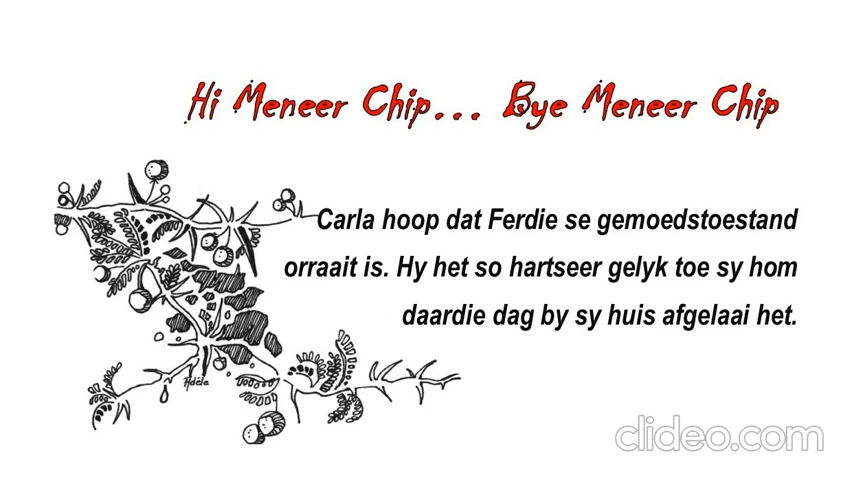 Hi Meneer Chip... Bye Meneer Chip
Carla hoop dat Ferdie se gemoedstoestand
orraait is. Hy het so hartseer gelyk toe sy hom
daardie dag by sy huis afgelaai het.
Adéle
clideo.com